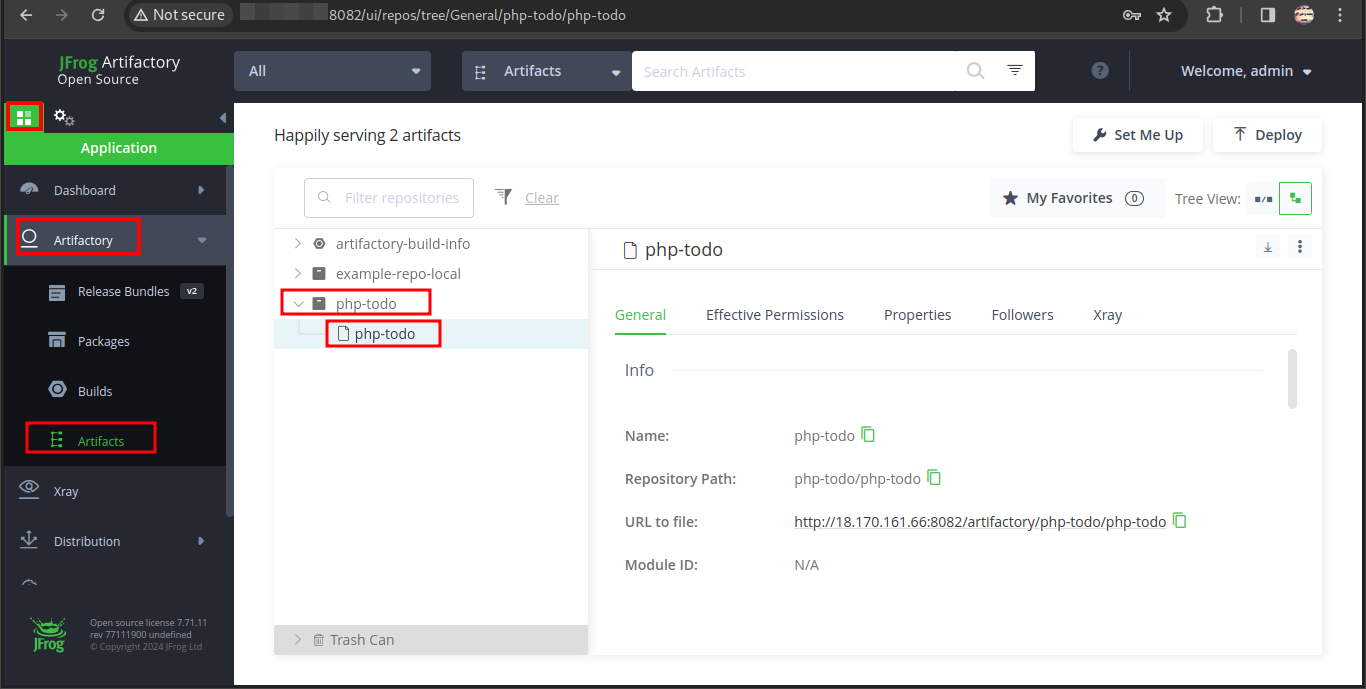 Not secure
8082/ui/repos/tree/General/php-todo/php-todo
JFrog Artifactory
Open Source
All
Artifacts
Search Artifacts
?
Welcome, admin
Application
Dashboard
Artifactory
Release Bundles v2
Packages
Builds
Artifacts
Xray
Distribution
JFrog
Open source license 7.71.11
rev 77111900 undefined
© Copyright 2024 JFrog Ltd
Happily serving 2 artifacts
Set Me Up
Deploy
Filter repositories
Clear
My Favorites 0
Tree View:
artifactory-build-info
example-repo-local
php-todo
php-todo
Trash Can
php-todo
General
Effective Permissions
Properties
Followers
Xray
Info
Name: php-todo
Repository Path: php-todo/php-todo
URL to file: http://18.170.161.66:8082/artifactory/php-todo/php-todo
Module ID: N/A